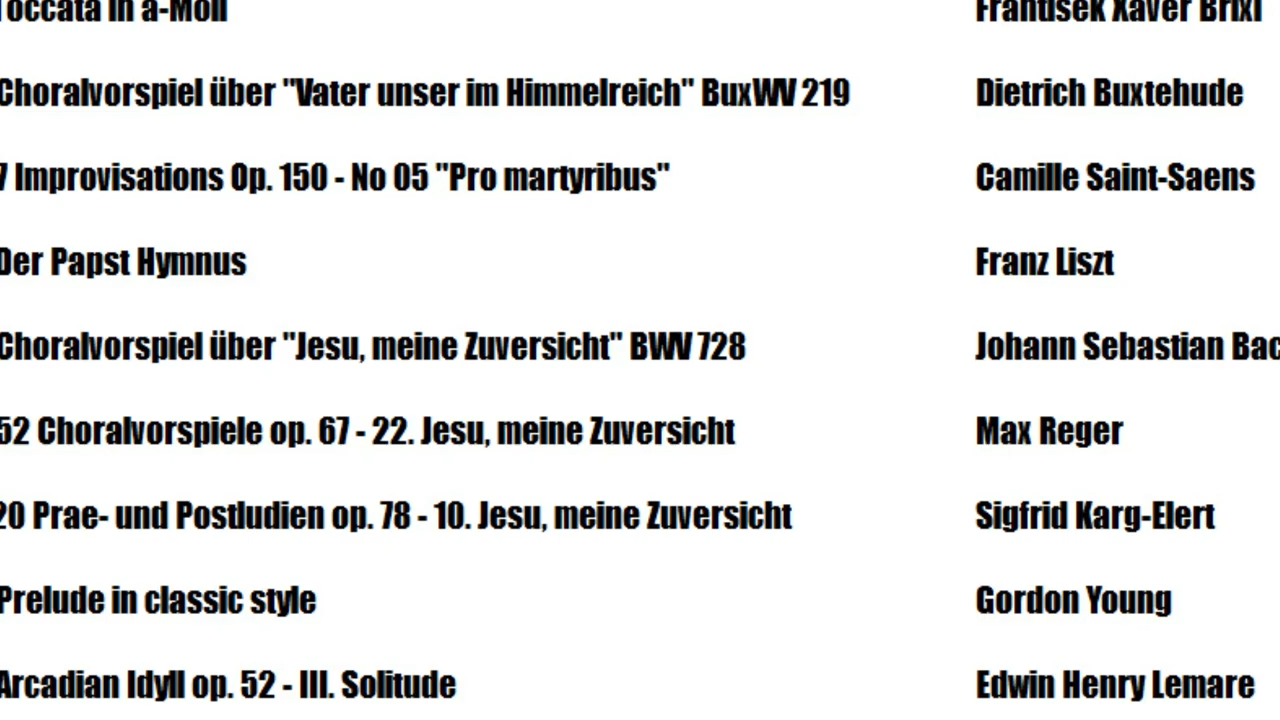 Toccata in a-Moll František Xaver Brixi
Choralvorspiel über "Vater unser im Himmelreich" BuxWV 219 Dietrich Buxtehude
7 Improvisations Op. 150 - No 05 "Pro martyribus" Camille Saint-Saens
Der Papst Hymnus Franz Liszt
Choralvorspiel über "Jesu, meine Zuversicht" BWV 728 Johann Sebastian Bac
52 Choralvorspiele op. 67 - 22. Jesu, meine Zuversicht Max Reger
20 Prae- und Postludien op. 78 - 10. Jesu, meine Zuversicht Sigfrid Karg-Elert
Prelude in classic style Gordon Young
Arcadian Idyll op. 52 - III. Solitude Edwin Henry Lemare